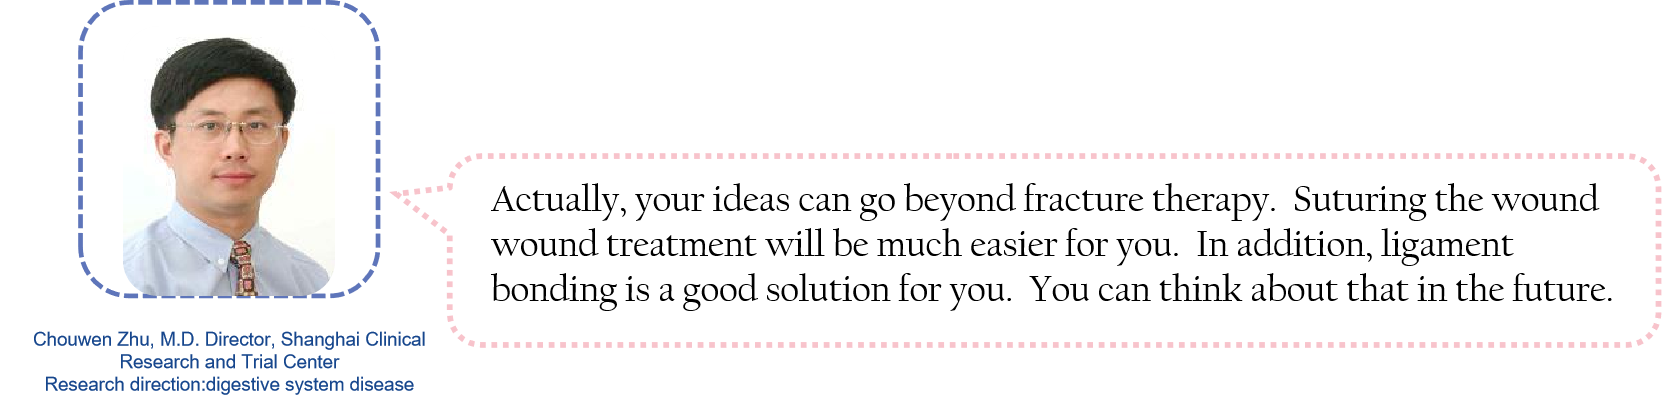 Actually, your ideas can go beyond fracture therapy. Suturing the wound
wound treatment will be much easier for you. In addition, ligament
bonding is a good solution for you. You can think about that in the future.
Chouwen Zhu, M.D. Director, Shanghai Clinical
Research and Trial Center
Research direction:digestive system disease